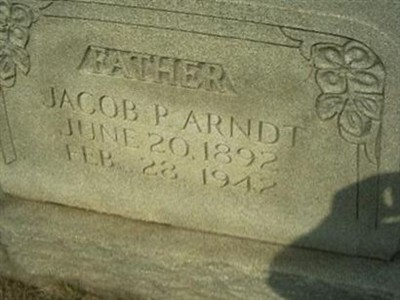 FATHER
JACOB P. ARNDT
JUNE 20, 1892
FEB. 28, 1942